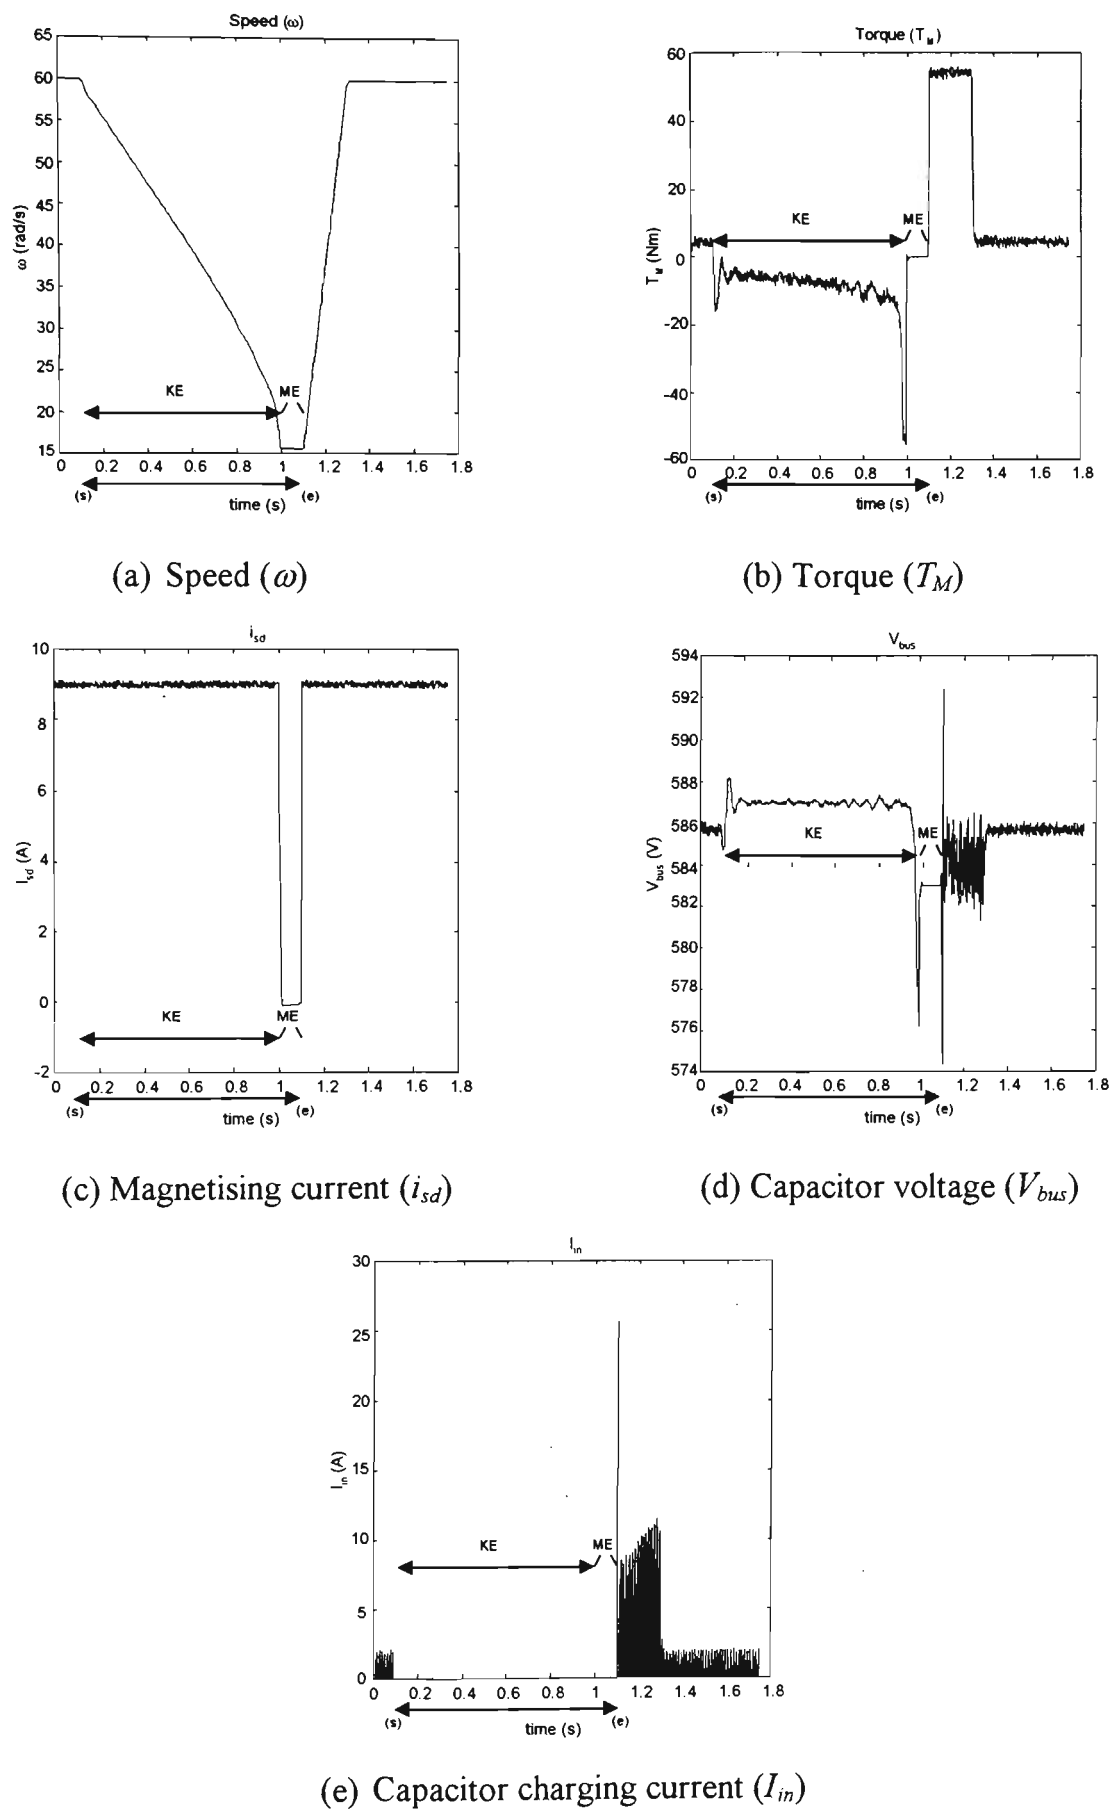 Speed (ω)
65
60
55
50
45
40
35
30
25
20
15
ω (rad/s)
KE
ME
0 0.2 0.4 0.6 0.8 1 1.2 1.4 1.6 1.8
(s) (e)
time (s)
(a) Speed (ω)
Torque (T_M)
60
40
20
0
-20
-40
-60
T_M (Nm)
KE
ME
0 0.2 0.4 0.6 0.8 1.0 1.2 1.4 1.6 1.8
(s) (e)
time (s)
(b) Torque (T_M)
i_sd
10
8
6
4
2
0
-2
I_sd (A)
KE
ME
0 0.2 0.4 0.6 0.8 1 1.2 1.4 1.6 1.8
(s) (e)
time (s)
(c) Magnetising current (i_sd)
V_bus
594
592
590
588
586
584
582
580
578
576
574
V_bus (V)
KE
ME
0 0.2 0.4 0.6 0.8 1 1.2 1.4 1.6 1.8
(s) (e)
time (s)
(d) Capacitor voltage (V_bus)
I_in
30
25
20
15
10
5
0
I_in (A)
KE
ME
0 0.2 0.4 0.6 0.8 1 1.2 1.4 1.6 1.8
(s) (e)
time (s)
(e) Capacitor charging current (I_in)